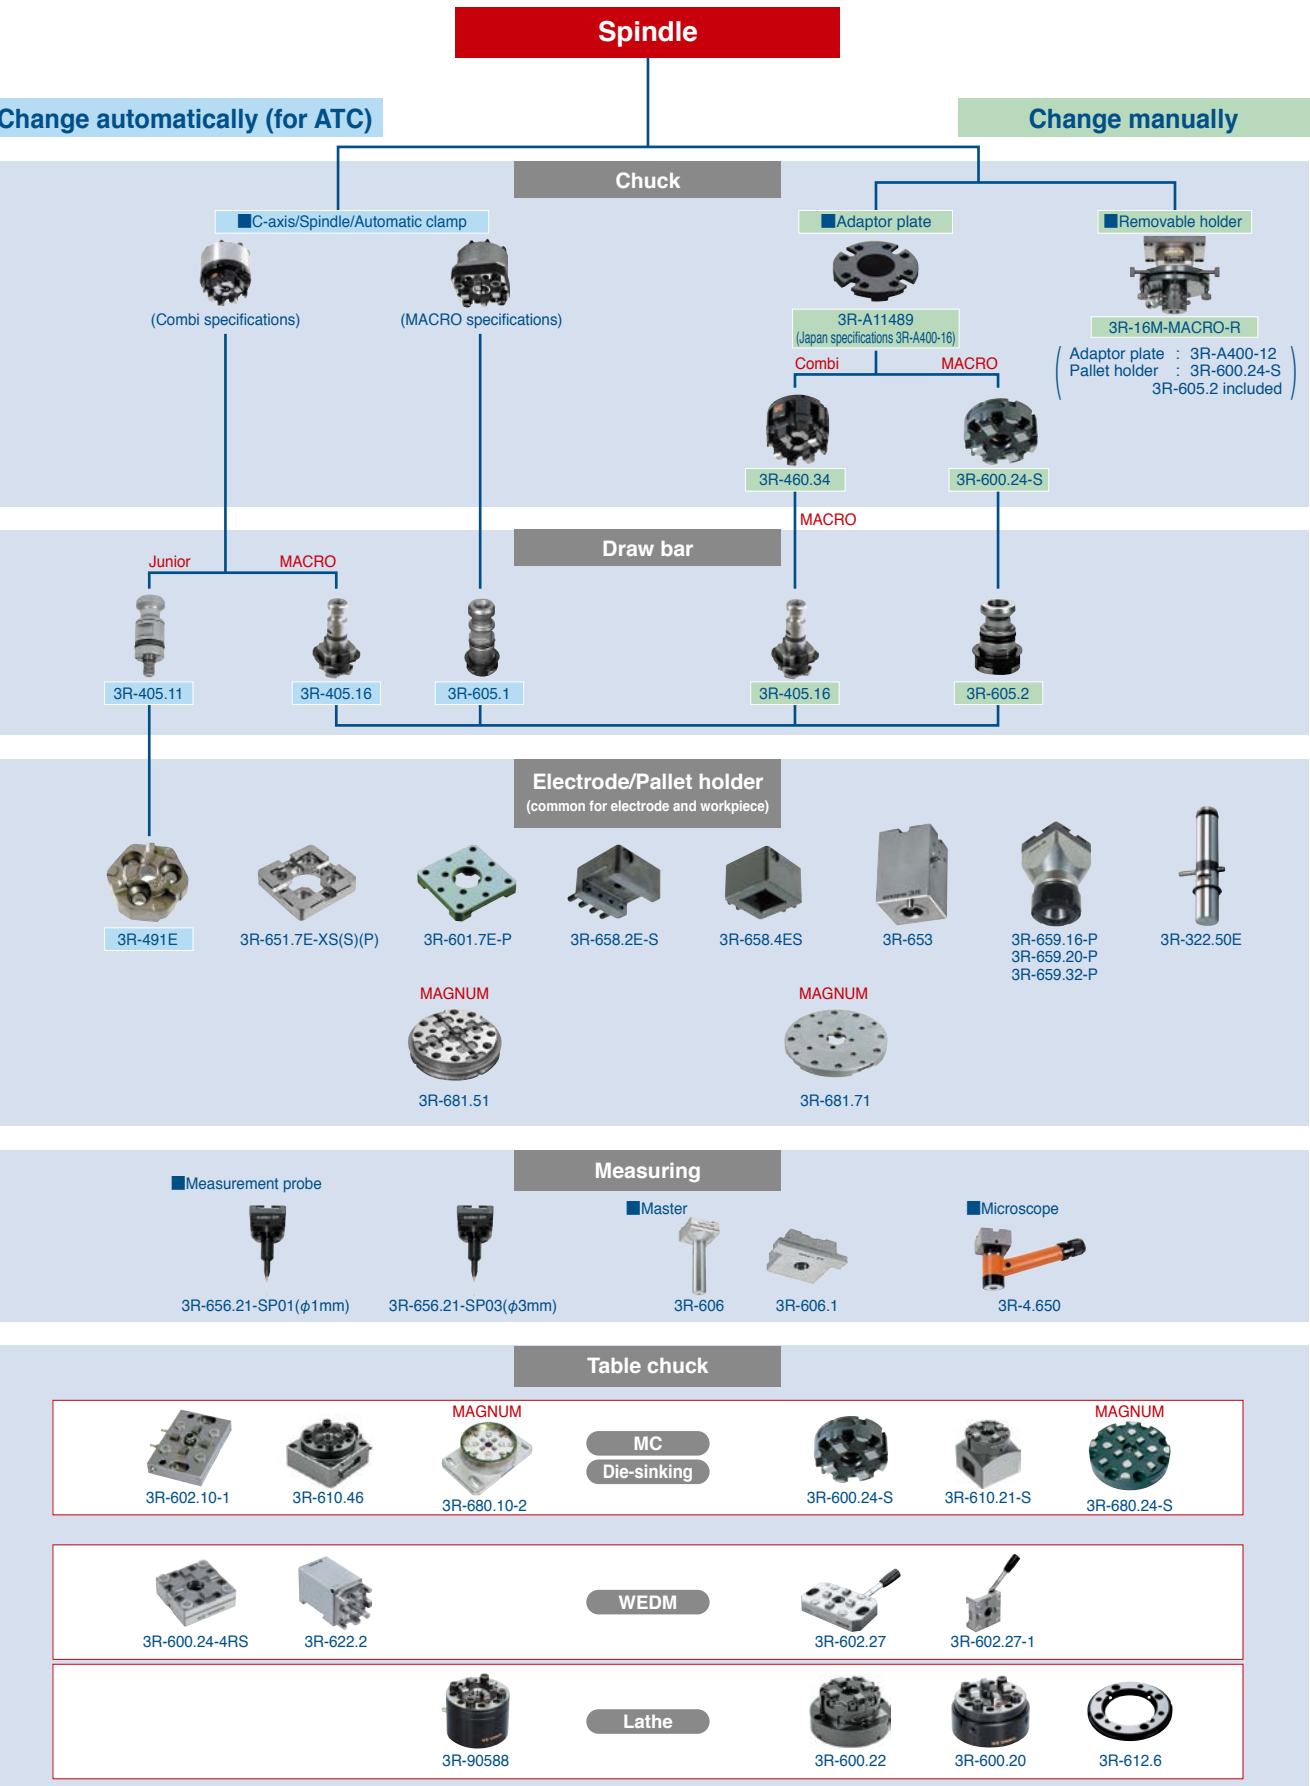 Spindle
Change automatically (for ATC)
Change manually
Chuck
■C-axis/Spindle/Automatic clamp
■Adaptor plate
■Removable holder
(Combi specifications)
(MACRO specifications)
3R-A11489
(Japan specifications 3R-A400-16)
3R-16M-MACRO-R
Adaptor plate : 3R-A400-12
Pallet holder : 3R-600.24-S
3R-605.2 included
Combi
MACRO
3R-460.34
3R-600.24-S
MACRO
Draw bar
Junior
MACRO
3R-405.11
3R-405.16
3R-605.1
3R-405.16
3R-605.2
Electrode/Pallet holder
(common for electrode and workpiece)
3R-491E
3R-651.7E-XS(S)(P)
3R-601.7E-P
3R-658.2E-S
3R-658.4ES
3R-653
3R-659.16-P
3R-659.20-P
3R-659.32-P
3R-322.50E
MAGNUM
MAGNUM
3R-681.51
3R-681.71
Measuring
■Measurement probe
■Master
■Microscope
3R-656.21-SP01(φ1mm)
3R-656.21-SP03(φ3mm)
3R-606
3R-606.1
3R-4.650
Table chuck
MAGNUM
MAGNUM
MC
Die-sinking
3R-602.10-1
3R-610.46
3R-680.10-2
3R-600.24-S
3R-610.21-S
3R-680.24-S
WEDM
3R-600.24-4RS
3R-622.2
3R-602.27
3R-602.27-1
Lathe
3R-90588
3R-600.22
3R-600.20
3R-612.6